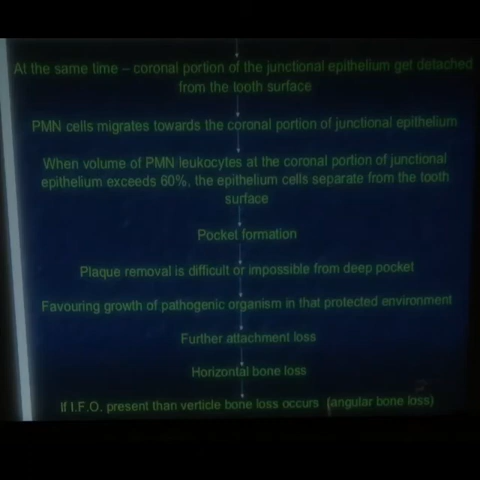 At the same time – coronal portion of the junctional epithelium get detached
from the tooth surface
PMN cells migrates towards the coronal portion of junctional epithelium
When volume of PMN leukocytes at the coronal portion of junctional
epithelium exceeds 60%, the epithelium cells separate from the tooth
surface
Pocket formation
Plaque removal is difficult or impossible from deep pocket
Favouring growth of pathogenic organism in that protected environment
Further attachment loss
Horizontal bone loss
If I.F.O. present than verticle bone loss occurs (angular bone loss)